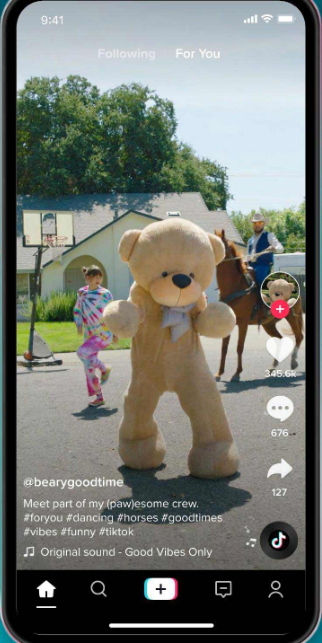 9:41
Following For You
345.6k
676
127
@bearygoodtime
Meet part of my (paw)esome crew.
#foryou #dancing #horses #goodtimes
#vibes #funny #tiktok
Original sound - Good Vibes Only